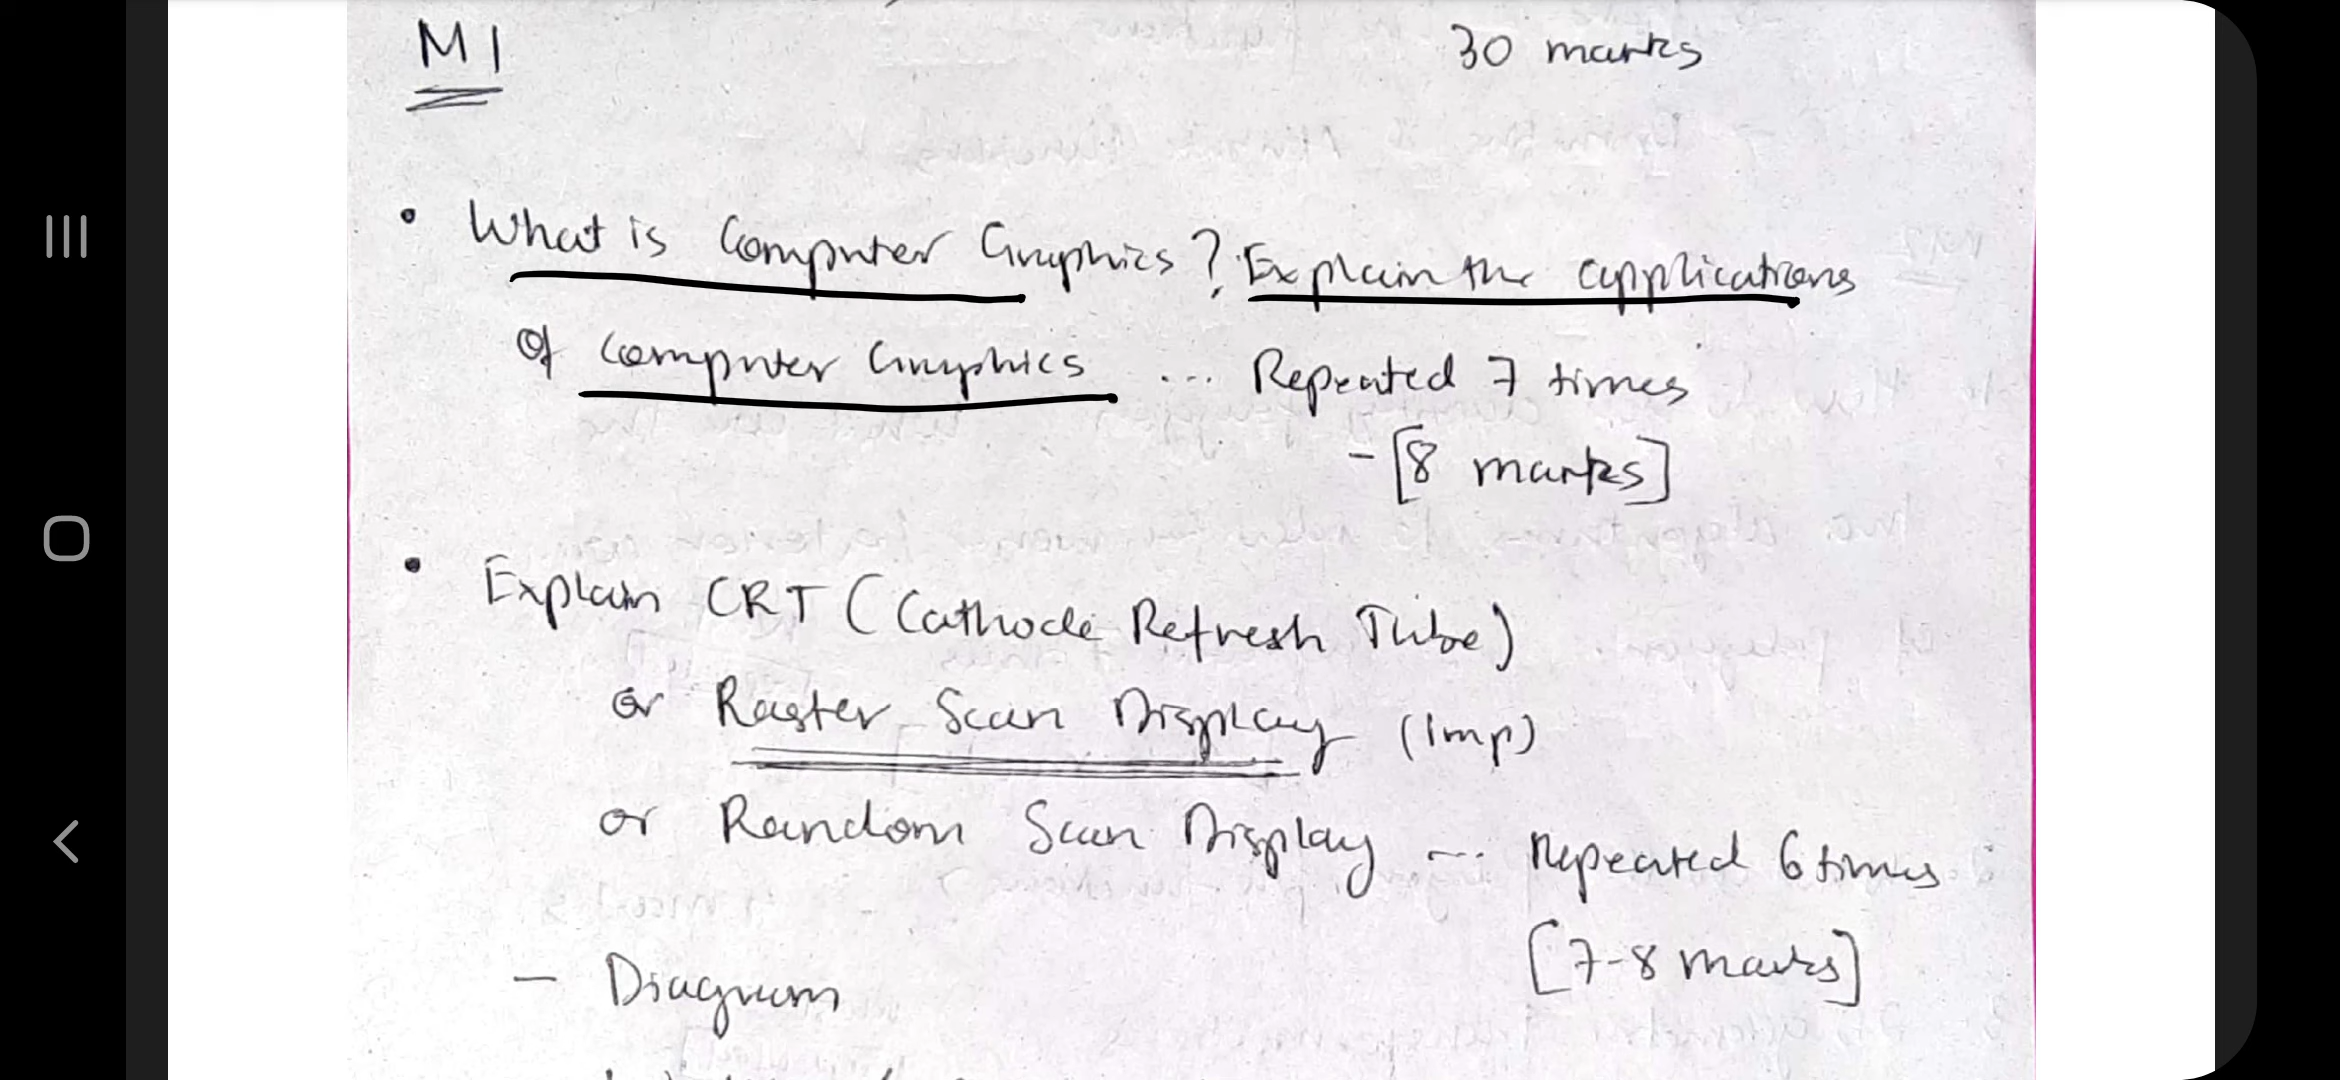 M1
30 marks
• What is Computer Graphics? Explain the applications
of Computer Graphics ... Repeated 7 times
- [8 marks]
• Explain CRT (Cathode Refresh Tube)
or Raster Scan Display (Imp)
or Random Scan Display ... Repeated 6 times
[7-8 marks]
- Diagram